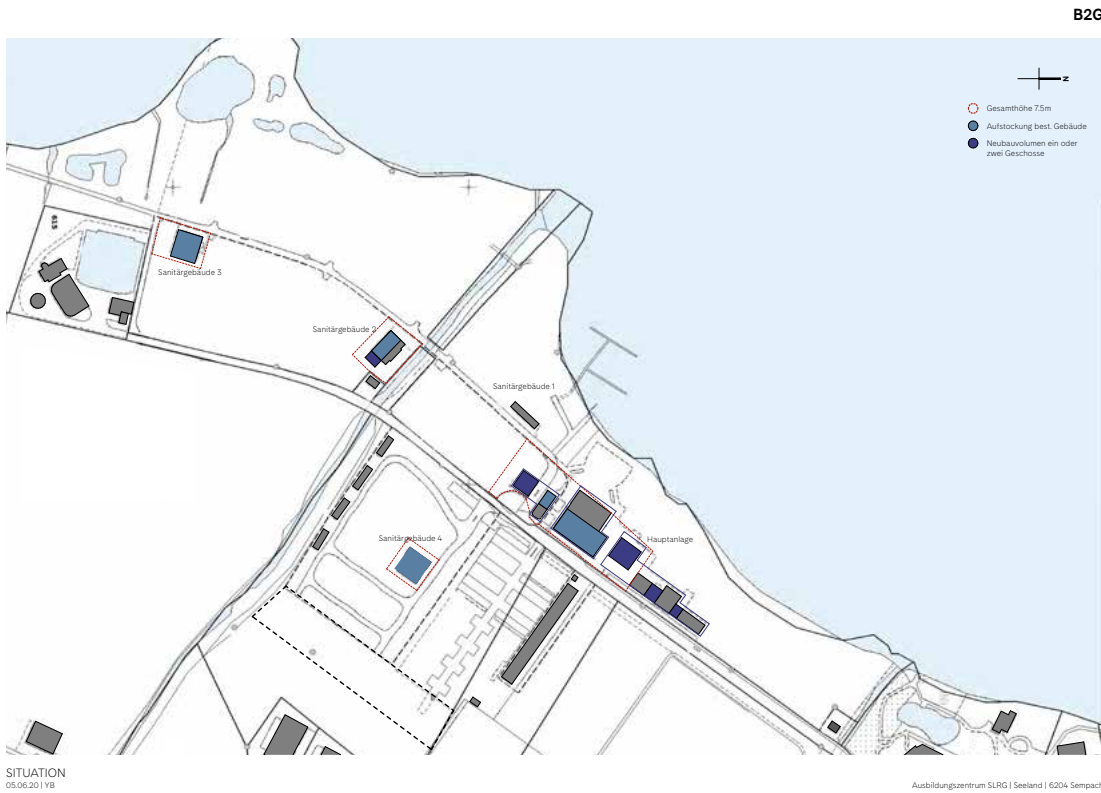 B2G
N
Gesamthöhe 7.5m
Aufstockung best. Gebäude
Neubauvolumen ein oder
zwei Geschosse
615
Sanitärgebäude 3
Sanitärgebäude 2
Sanitärgebäude 1
Sanitärgebäude 4
Hauptanlage
SITUATION
05.06.20 | YB
Ausbildungszentrum SLRG | Seeland | 6204 Sempach